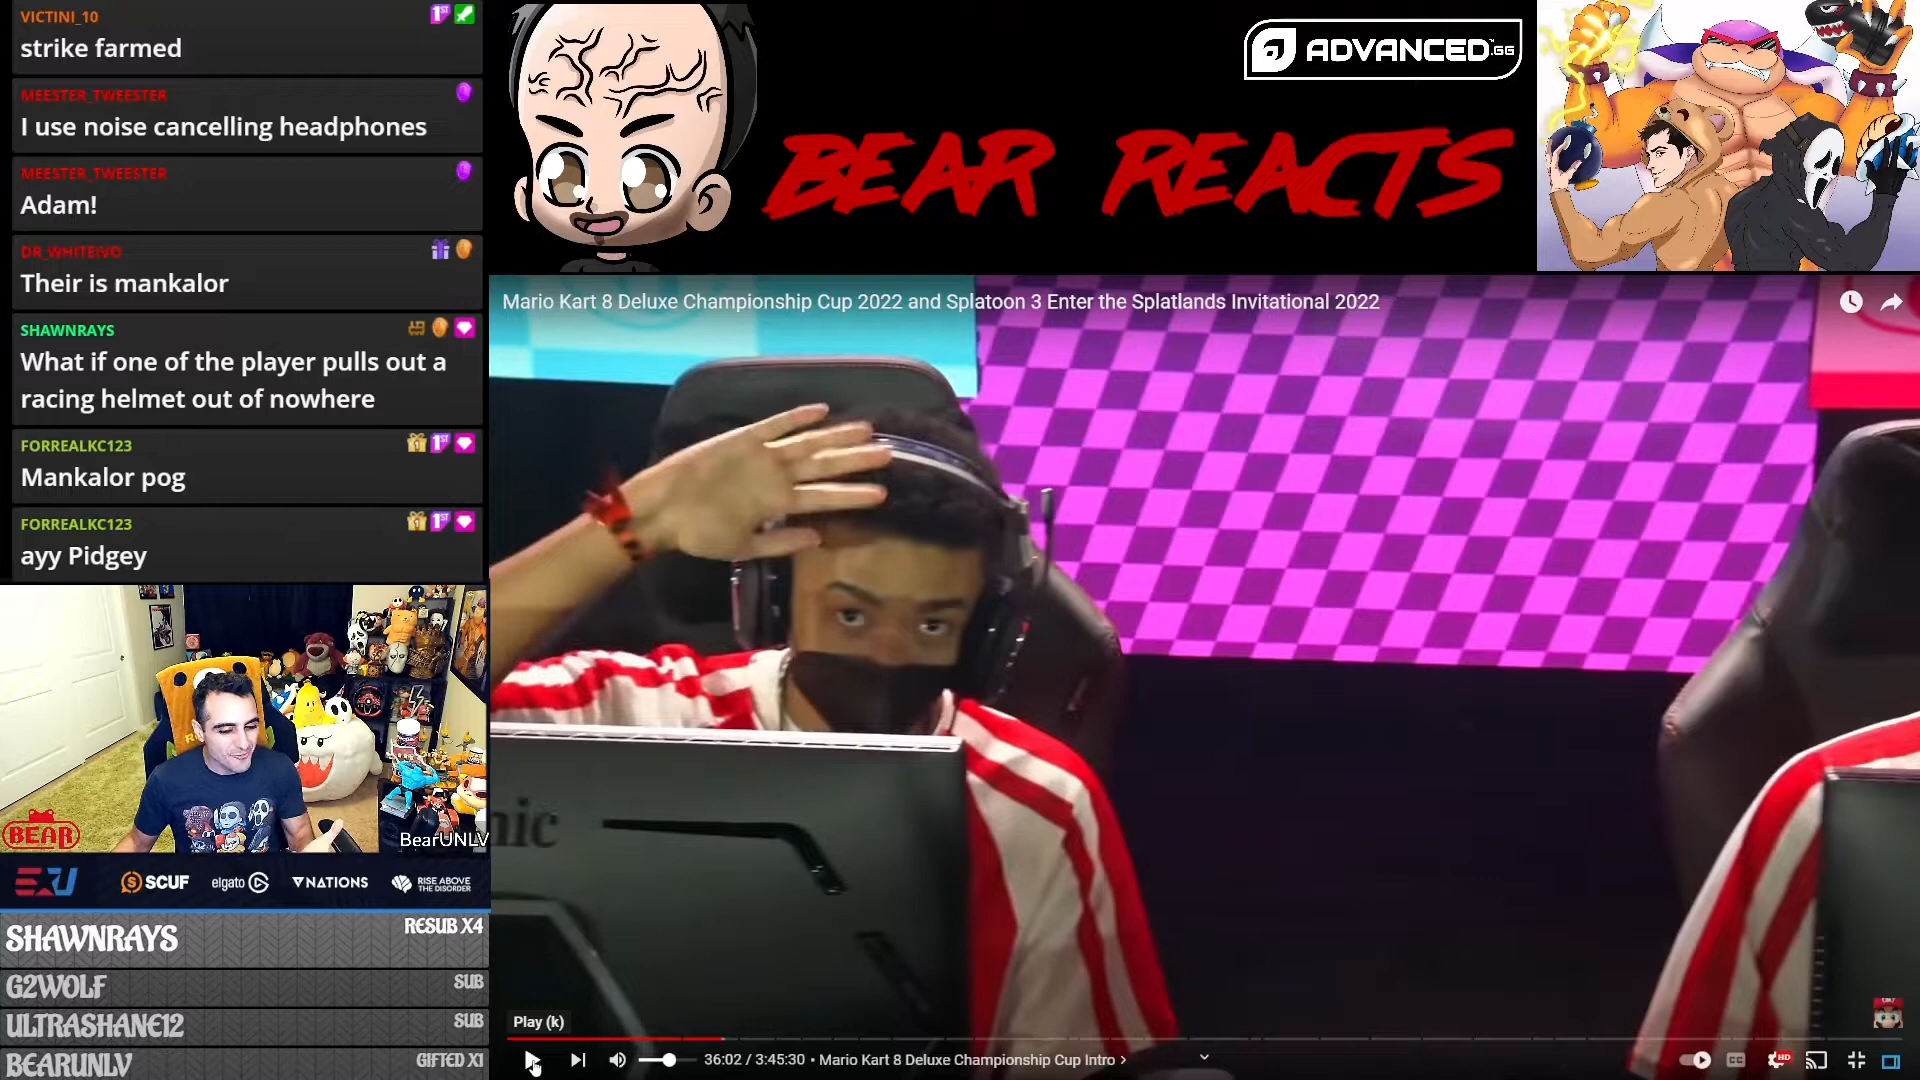 VICTINI_10
strike farmed
MEESTER_TWEESTER
I use noise cancelling headphones
MEESTER_TWEESTER
Adam!
DR_WHITEIVO
Their is mankalor
SHAWNRAYS
What if one of the player pulls out a
racing helmet out of nowhere
FORREALKC123
Mankalor pog
FORREALKC123
ayy Pidgey
BEAR REACTS
ADVANCED.GG
Mario Kart 8 Deluxe Championship Cup 2022 and Splatoon 3 Enter the Splatlands Invitational 2022
nic
BEAR
BearUNLV
EXU
SCUF
elgato
NATIONS
RISE ABOVE
THE DISORDER
SHAWNRAYS RESUB X4
G2WOLF SUB
ULTRASHANE12 SUB
BEARUNLV GIFTED X1
Play (k)
36:02 / 3:45:30 • Mario Kart 8 Deluxe Championship Cup Intro
CC
HD